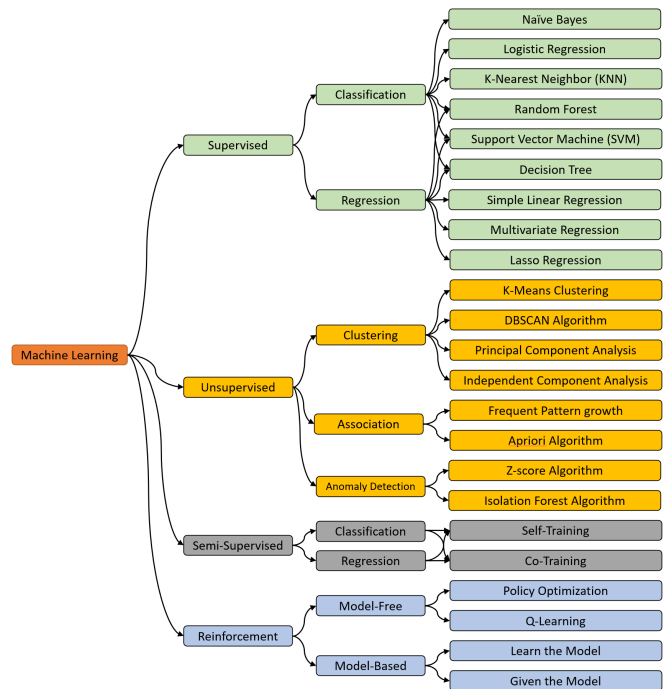 Naïve Bayes
Logistic Regression
K-Nearest Neighbor (KNN)
Classification
Random Forest
Support Vector Machine (SVM)
Supervised
Decision Tree
Regression
Simple Linear Regression
Multivariate Regression
Lasso Regression
K-Means Clustering
DBSCAN Algorithm
Clustering
Principal Component Analysis
Machine Learning
Independent Component Analysis
Unsupervised
Frequent Pattern growth
Association
Apriori Algorithm
Z-score Algorithm
Anomaly Detection
Isolation Forest Algorithm
Classification
Self-Training
Semi-Supervised
Regression
Co-Training
Policy Optimization
Model-Free
Q-Learning
Reinforcement
Learn the Model
Model-Based
Given the Model